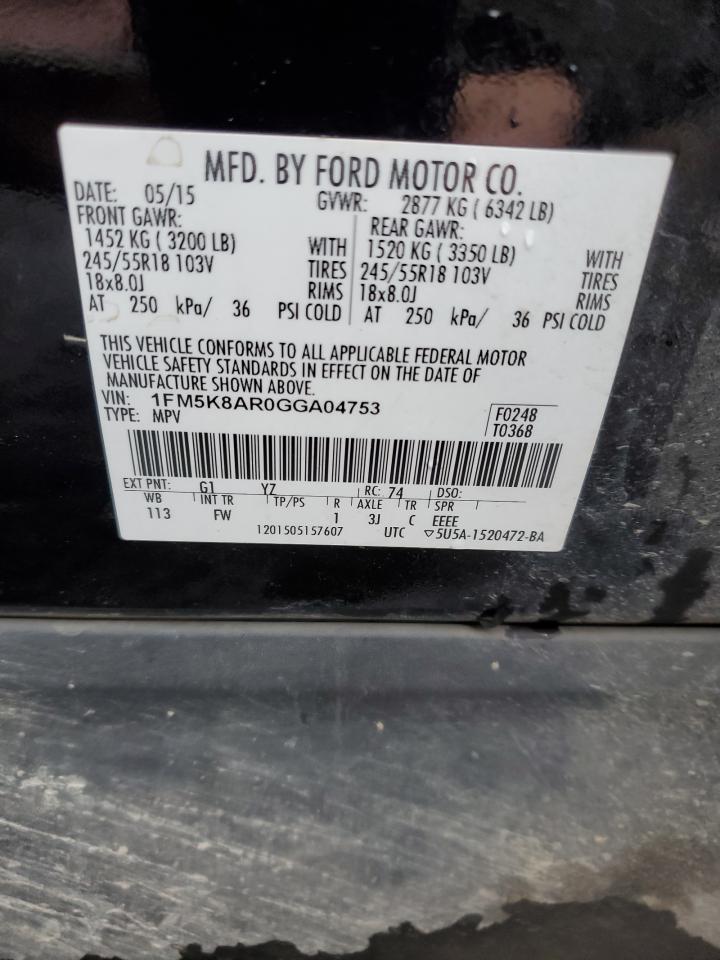 MFD. BY FORD MOTOR CO.
DATE: 05/15 GVWR: 2877 KG ( 6342 LB)
FRONT GAWR: REAR GAWR:
1452 KG ( 3200 LB) WITH 1520 KG ( 3350 LB) WITH
245/55R18 103V TIRES 245/55R18 103V TIRES
18x8.0J RIMS 18x8.0J RIMS
AT 250 kPa/ 36 PSI COLD AT 250 kPa/ 36 PSI COLD
THIS VEHICLE CONFORMS TO ALL APPLICABLE FEDERAL MOTOR
VEHICLE SAFETY STANDARDS IN EFFECT ON THE DATE OF
MANUFACTURE SHOWN ABOVE.
VIN: 1FM5K8AR0GGA04753 F0248
TYPE: MPV T0368
EXT PNT: G1 YZ RC: 74 DSO:
WB INT TR TP/PS R AXLE TR SPR
113 FW 1 3J C EEEE
1201505157607 UTC ▽5U5A-1520472-BA